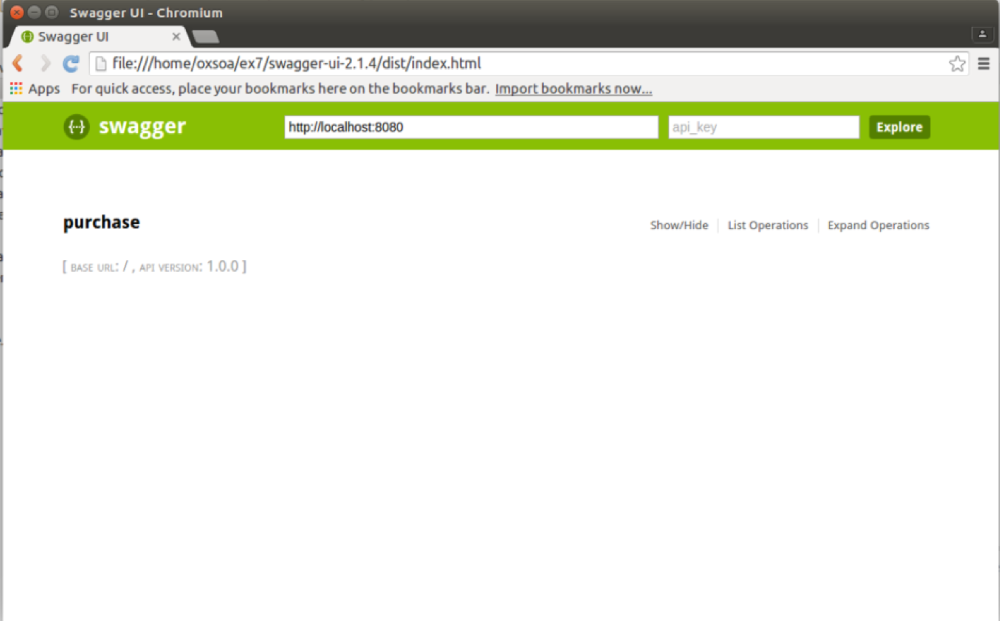 Swagger UI - Chromium
Swagger UI
file:///home/oxsoa/ex7/swagger-ui-2.1.4/dist/index.html
Apps For quick access, place your bookmarks here on the bookmarks bar. Import bookmarks now...
{...} swagger http://localhost:8080 api_key Explore
purchase Show/Hide List Operations Expand Operations
[ BASE URL: / , API VERSION: 1.0.0 ]